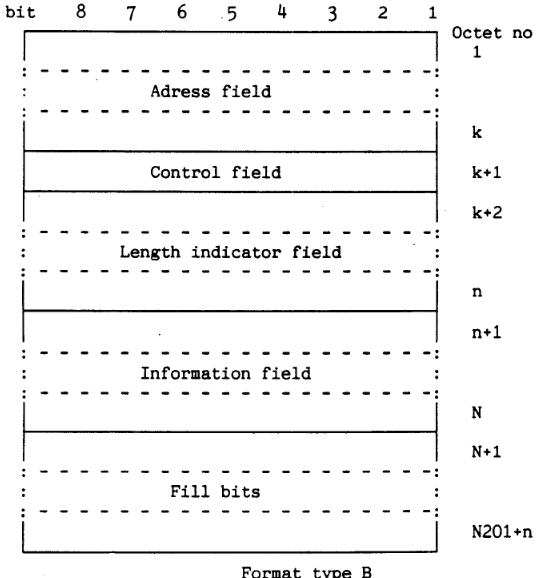 bit 8 7 6 5 4 3 2 1
Octet no
1
Adress field
k
Control field k+1
k+2
Length indicator field
n
n+1
Information field
N
N+1
Fill bits
N201+n
Format type B